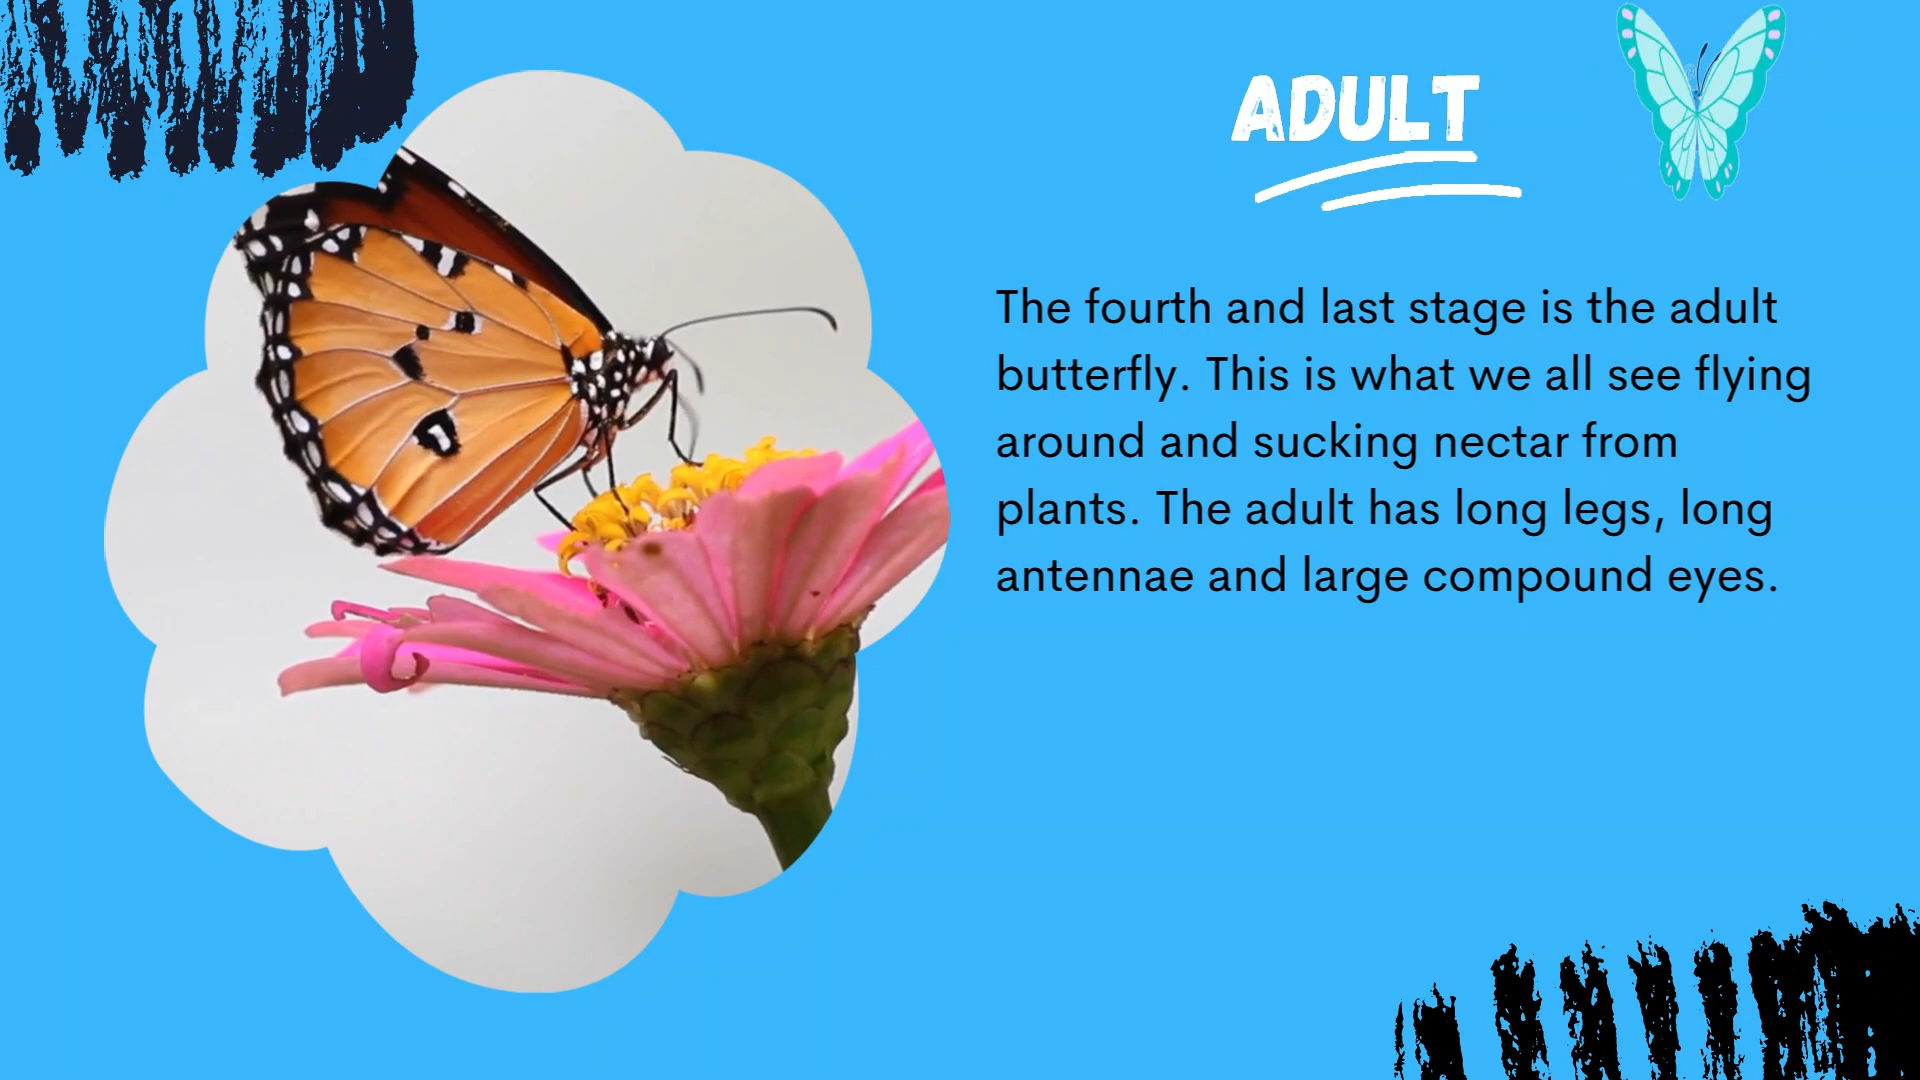 ADULT
The fourth and last stage is the adult
butterfly. This is what we all see flying
around and sucking nectar from
plants. The adult has long legs, long
antennae and large compound eyes.